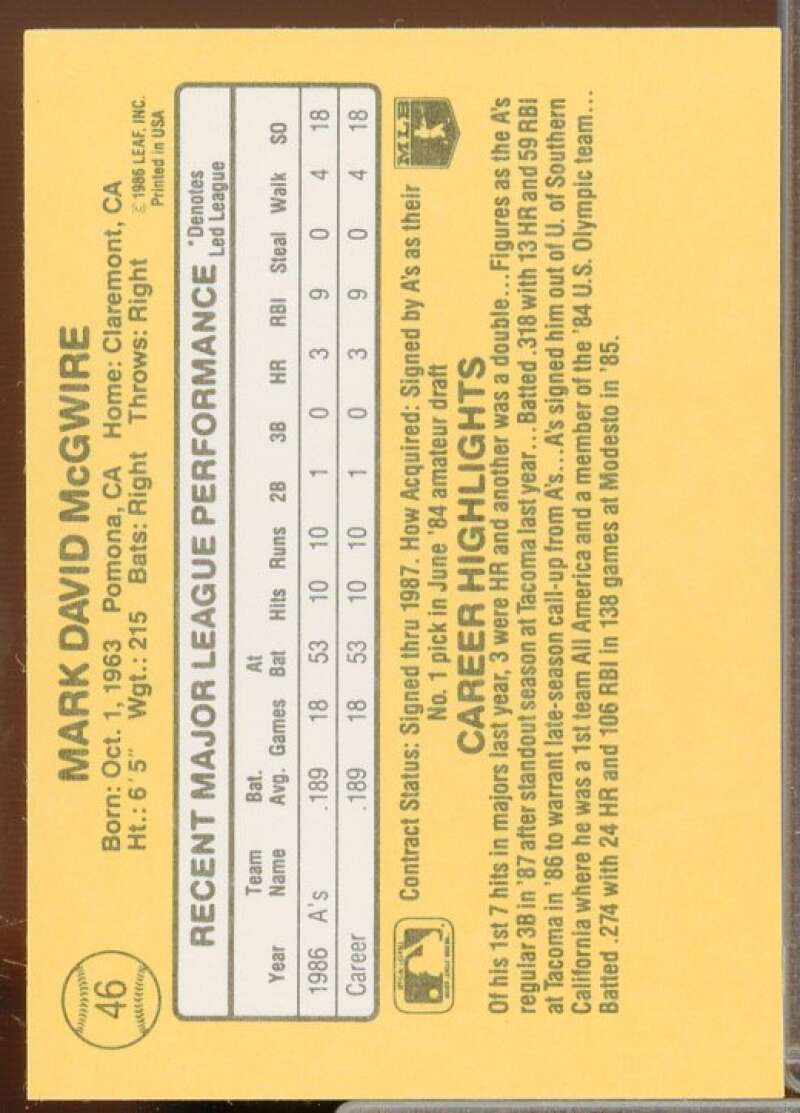 46
MARK DAVID McGWIRE
Born: Oct. 1, 1963 Pomona, CA Home: Claremont, CA
Ht.: 6'5" Wgt.: 215 Bats: Right Throws: Right
© 1986 LEAF, INC.
Printed in USA
RECENT MAJOR LEAGUE PERFORMANCE
*Denotes
Led League
Team Bat. At
Year Name Avg. Games Bat Hits Runs 2B 3B HR RBI Steal Walk SO
1986 A's .189 18 53 10 10 1 0 3 9 0 4 18
Career .189 18 53 10 10 1 0 3 9 0 4 18
Contract Status: Signed thru 1987. How Acquired: Signed by A's as their
No. 1 pick in June '84 amateur draft
MLB
CAREER HIGHLIGHTS
Of his 1st 7 hits in majors last year, 3 were HR and another was a double...Figures as the A's
regular 3B in '87 after standout season at Tacoma last year...Batted .318 with 13 HR and 59 RBI
at Tacoma in '86 to warrant late-season call-up from A's...A's signed him out of U. of Southern
California where he was a 1st team All America and a member of the '84 U.S. Olympic team...
Batted .274 with 24 HR and 106 RBI in 138 games at Modesto in '85.